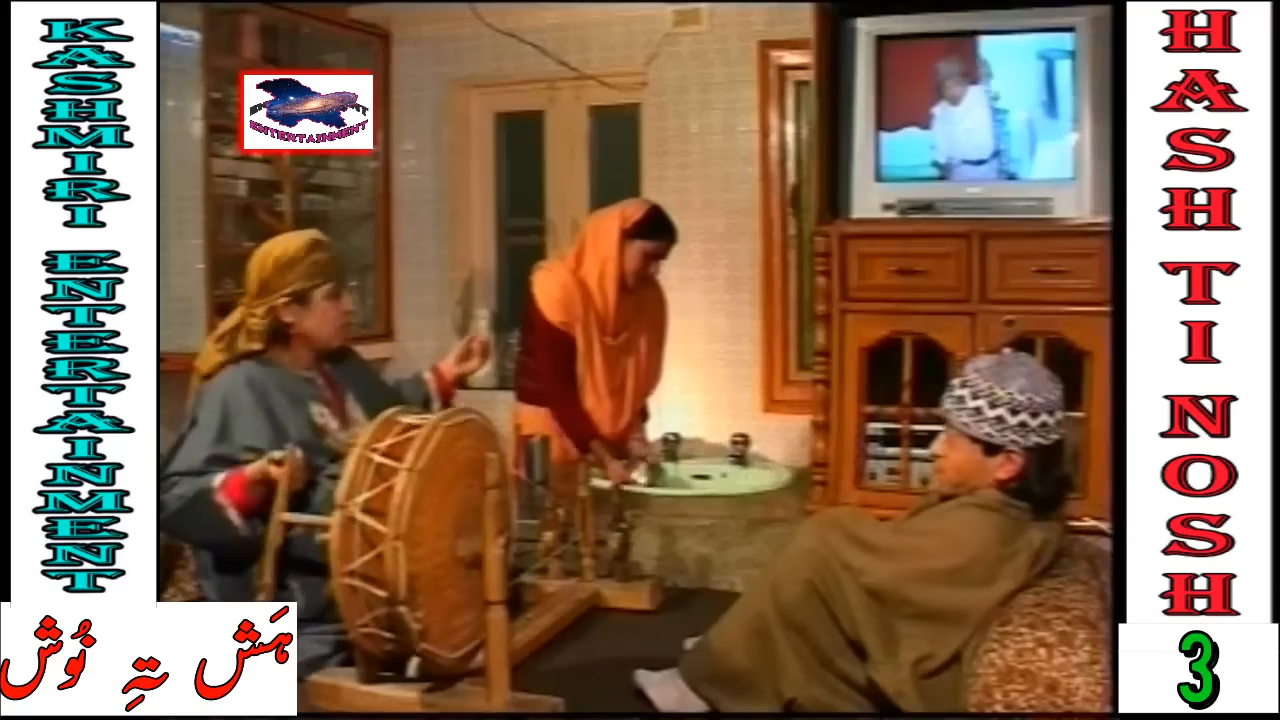 KASHMIRI ENTERTAINMENT
ENTERTAINMENT
HASH TI NOSH
3
ہَش تہِ نُوش